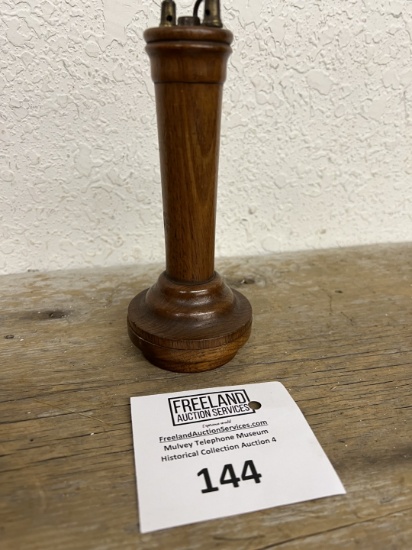 FREELAND
AUCTION SERVICES
FreelandAuctionServices.com
Mulvey Telephone Museum
Historical Collection Auction 4
144